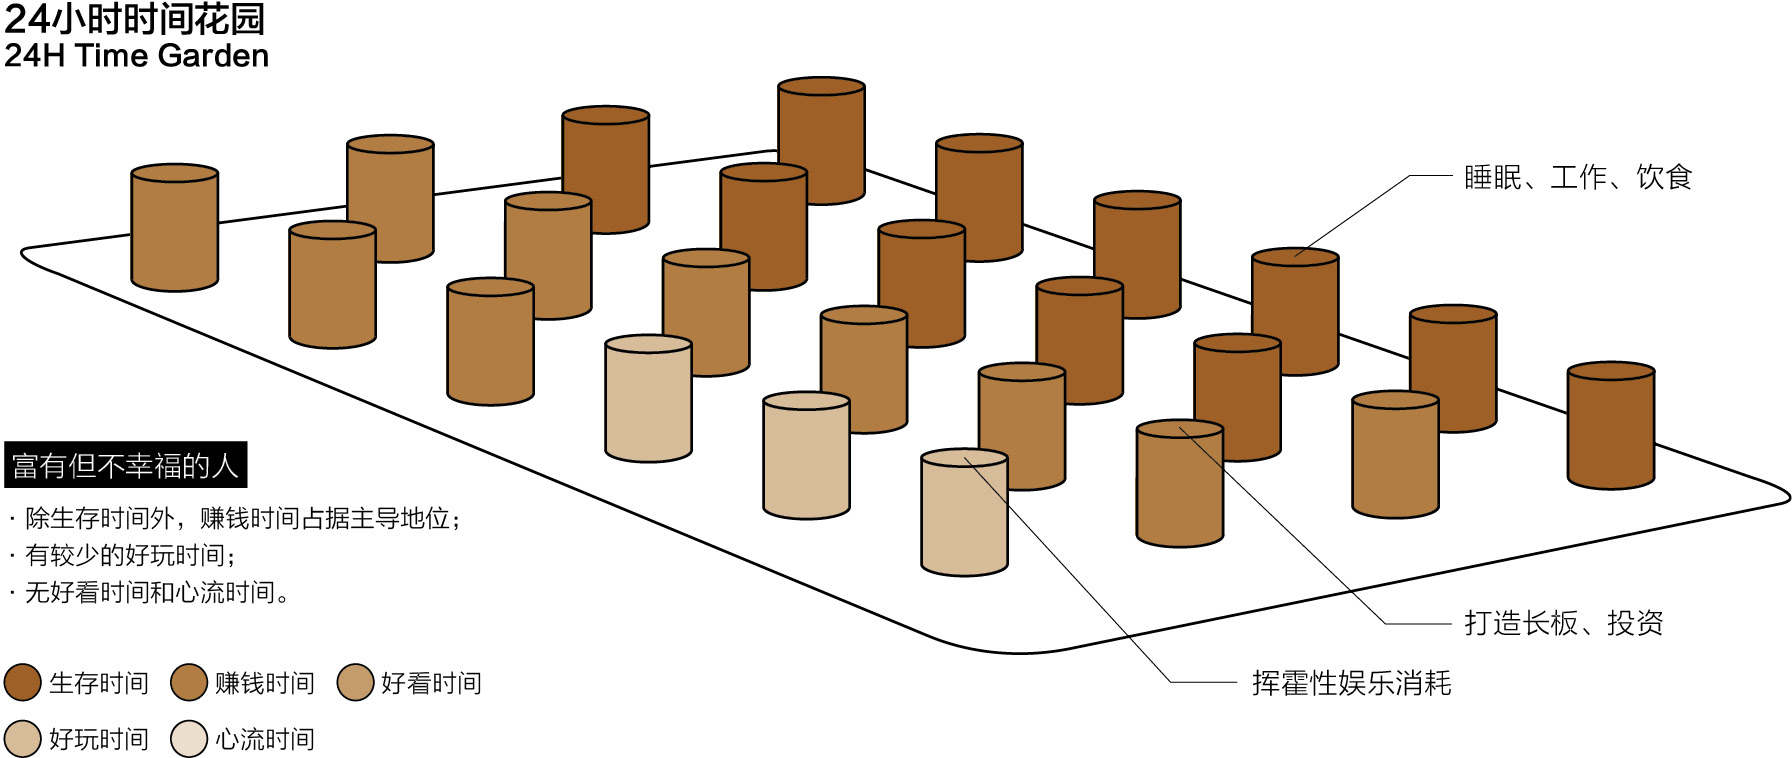 24小时时间花园
24H Time Garden
睡眠、工作、饮食
富有但不幸福的人
· 除生存时间外，赚钱时间占据主导地位；
· 有较少的好玩时间；
· 无好看时间和心流时间。
打造长板、投资
挥霍性娱乐消耗
生存时间 赚钱时间 好看时间
好玩时间 心流时间